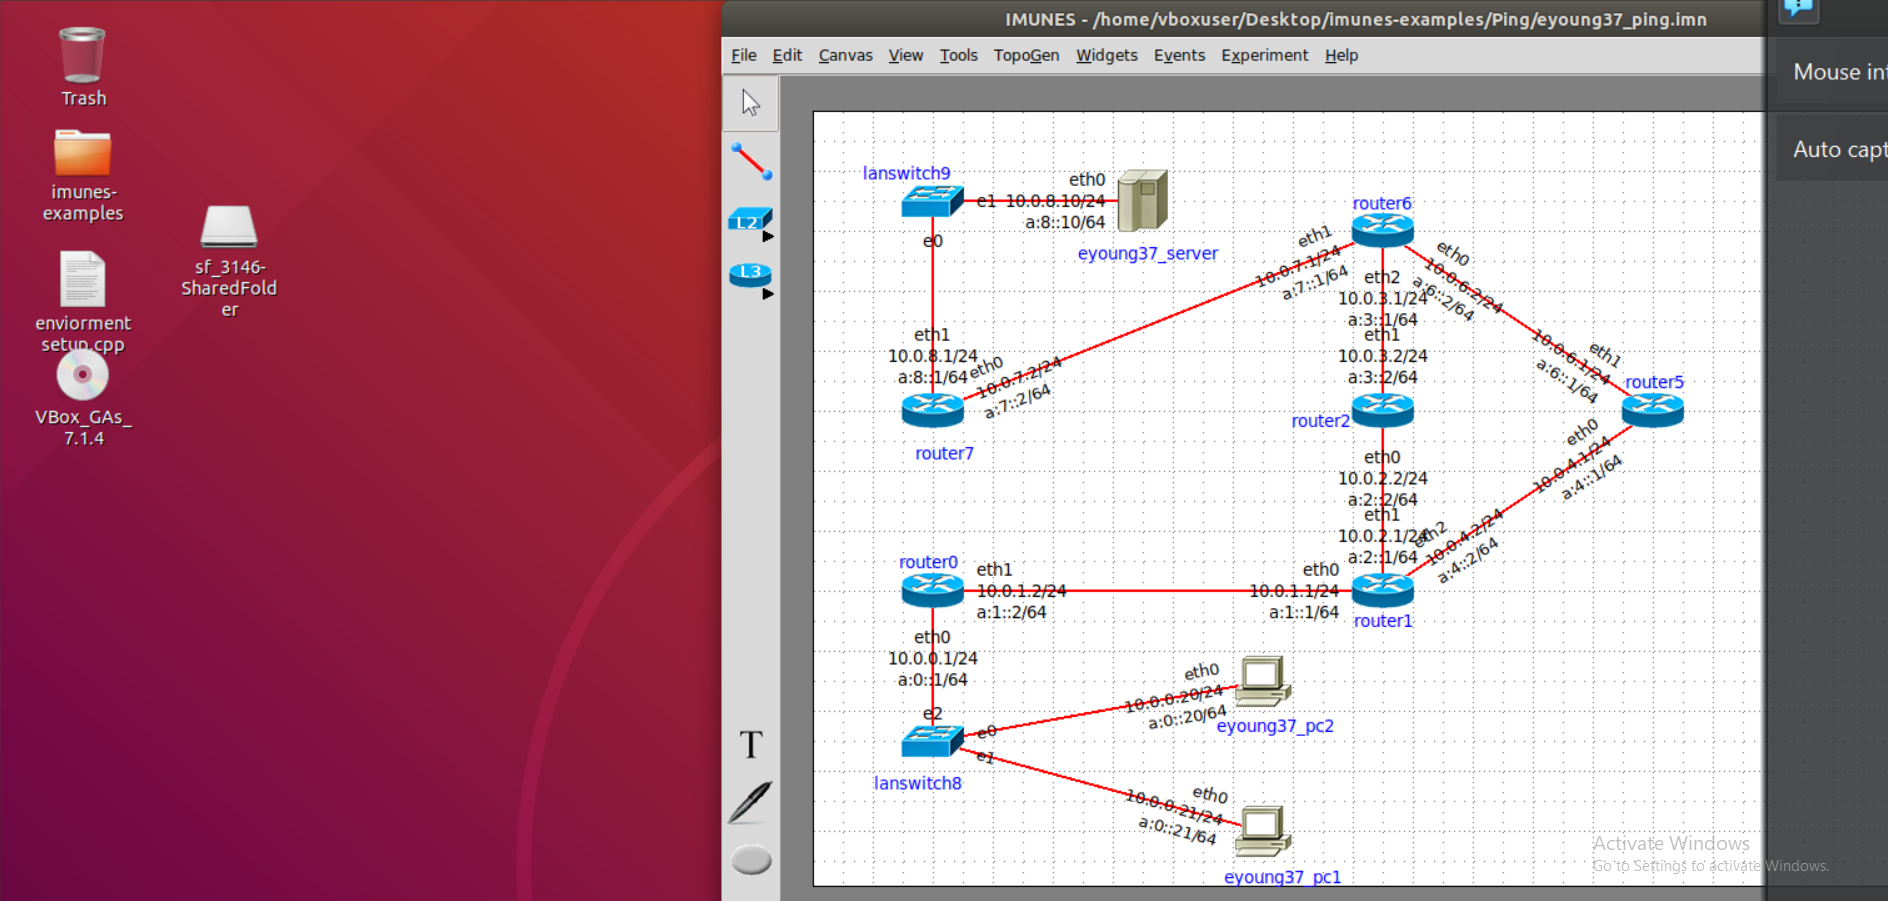 IMUNES - /home/vboxuser/Desktop/imunes-examples/Ping/eyoung37_ping.imn
File Edit Canvas View Tools TopoGen Widgets Events Experiment Help
Trash
imunes-
examples
sf_3146-
SharedFold
er
enviorment
setup.cpp
VBox_GAs_
7.1.4
L2
L3
T
lanswitch9
e1
e0
eth0
10.0.8.10/24
a:8::10/64
eyoung37_server
router6
eth1
10.0.7.1/24
a:7::1/64
eth0
10.0.6.2/24
a:6::2/64
eth2
10.0.3.1/24
a:3::1/64
eth1
10.0.3.2/24
a:3::2/64
eth1
10.0.6.1/24
a:6::1/64
router5
eth1
10.0.8.1/24
a:8::1/64
eth0
10.0.7.2/24
a:7::2/64
router7
router2
eth0
10.0.2.2/24
a:2::2/64
eth0
10.0.4.1/24
a:4::1/64
eth1
10.0.2.1/24
a:2::1/64
eth2
10.0.4.2/24
a:4::2/64
router0
eth1
10.0.1.2/24
a:1::2/64
eth0
10.0.1.1/24
a:1::1/64
router1
eth0
10.0.0.1/24
a:0::1/64
e2
e0
e1
lanswitch8
eth0
10.0.0.20/24
a:0::20/64
eyoung37_pc2
eth0
10.0.0.21/24
a:0::21/64
eyoung37_pc1
Mouse int
Auto capt
Activate Windows
Go to Settings to activate Windows.